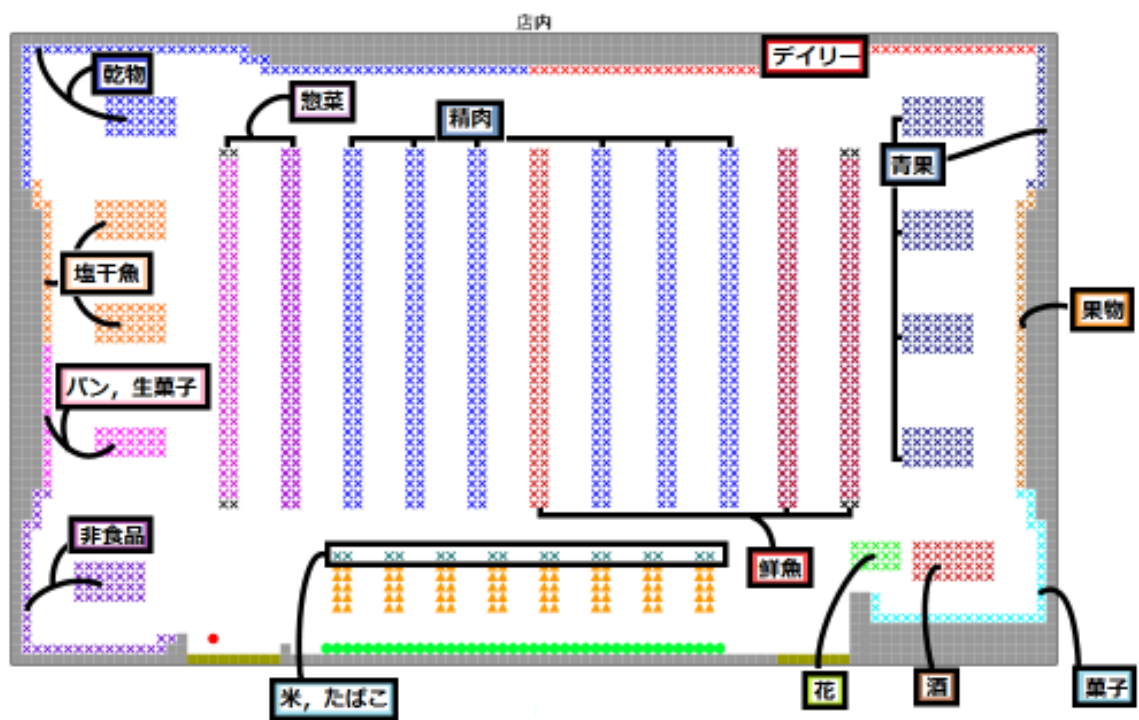 店内
デイリー
乾物
惣菜
精肉
青果
塩干魚
果物
パン，生菓子
非食品
鮮魚
米，たばこ
花
酒
菓子